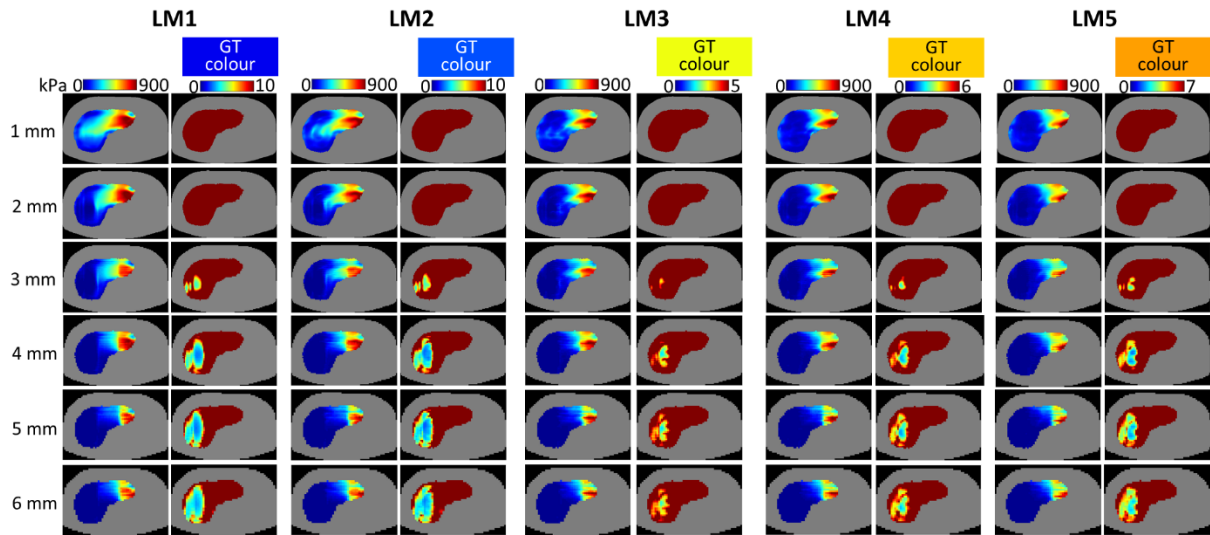 LM1 LM2 LM3 LM4 LM5
GT colour GT colour GT colour GT colour GT colour
kPa 0 900 0 10 0 900 0 10 0 900 0 5 0 900 0 6 0 900 0 7
1 mm
2 mm
3 mm
4 mm
5 mm
6 mm